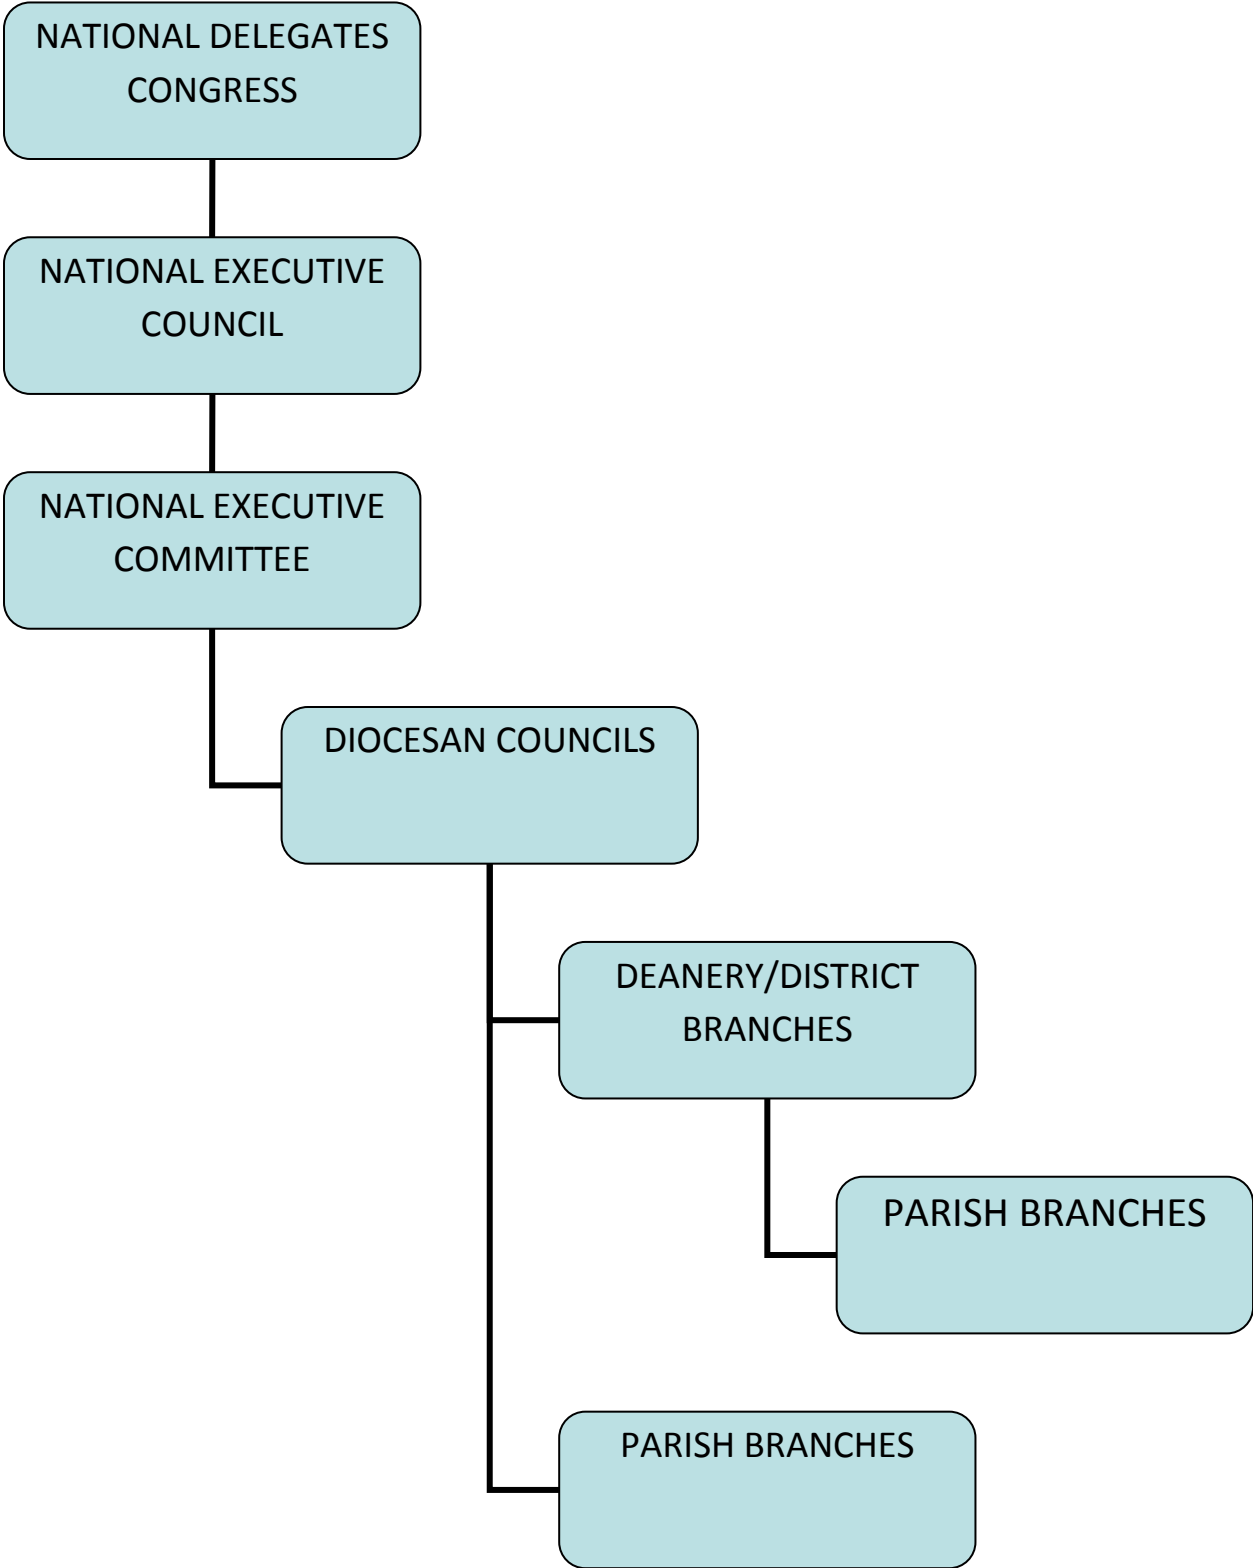 NATIONAL DELEGATES
CONGRESS
NATIONAL EXECUTIVE
COUNCIL
NATIONAL EXECUTIVE
COMMITTEE
DIOCESAN COUNCILS
DEANERY/DISTRICT
BRANCHES
PARISH BRANCHES
PARISH BRANCHES